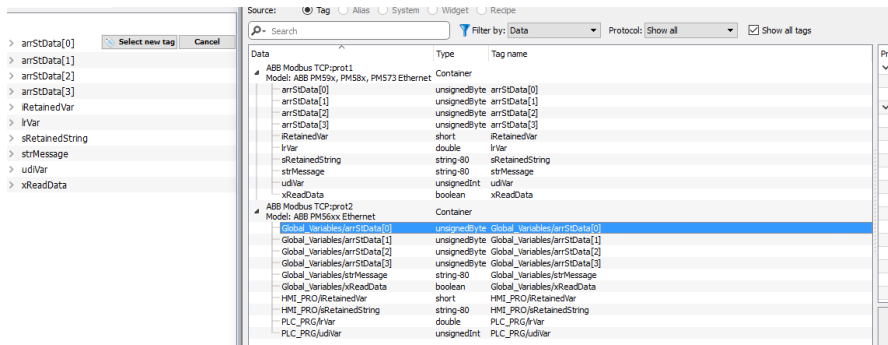 Source: Tag Alias System Widget Recipe
Search
Filter by: Data Protocol: Show all Show all tags
arrStData[0] Select new tag Cancel
arrStData[1]
arrStData[2]
arrStData[3]
iRetainedVar
lrVar
sRetainedString
strMessage
udiVar
xReadData
Data Type Tag name
ABB Modbus TCP:prot1
Model: ABB PM59x, PM58x, PM573 Ethernet Container
arrStData[0] unsignedByte arrStData[0]
arrStData[1] unsignedByte arrStData[1]
arrStData[2] unsignedByte arrStData[2]
arrStData[3] unsignedByte arrStData[3]
iRetainedVar short iRetainedVar
lrVar double lrVar
sRetainedString string-80 sRetainedString
strMessage string-80 strMessage
udiVar unsignedInt udiVar
xReadData boolean xReadData
ABB Modbus TCP:prot2
Model: ABB PM56xx Ethernet Container
Global_Variables/arrStData[0] unsignedByte Global_Variables/arrStData[0]
Global_Variables/arrStData[1] unsignedByte Global_Variables/arrStData[1]
Global_Variables/arrStData[2] unsignedByte Global_Variables/arrStData[2]
Global_Variables/arrStData[3] unsignedByte Global_Variables/arrStData[3]
Global_Variables/strMessage string-80 Global_Variables/strMessage
Global_Variables/xReadData boolean Global_Variables/xReadData
HMI_PRO/iRetainedVar short HMI_PRO/iRetainedVar
HMI_PRO/sRetainedString string-80 HMI_PRO/sRetainedString
PLC_PRG/lrVar double PLC_PRG/lrVar
PLC_PRG/udiVar unsignedInt PLC_PRG/udiVar